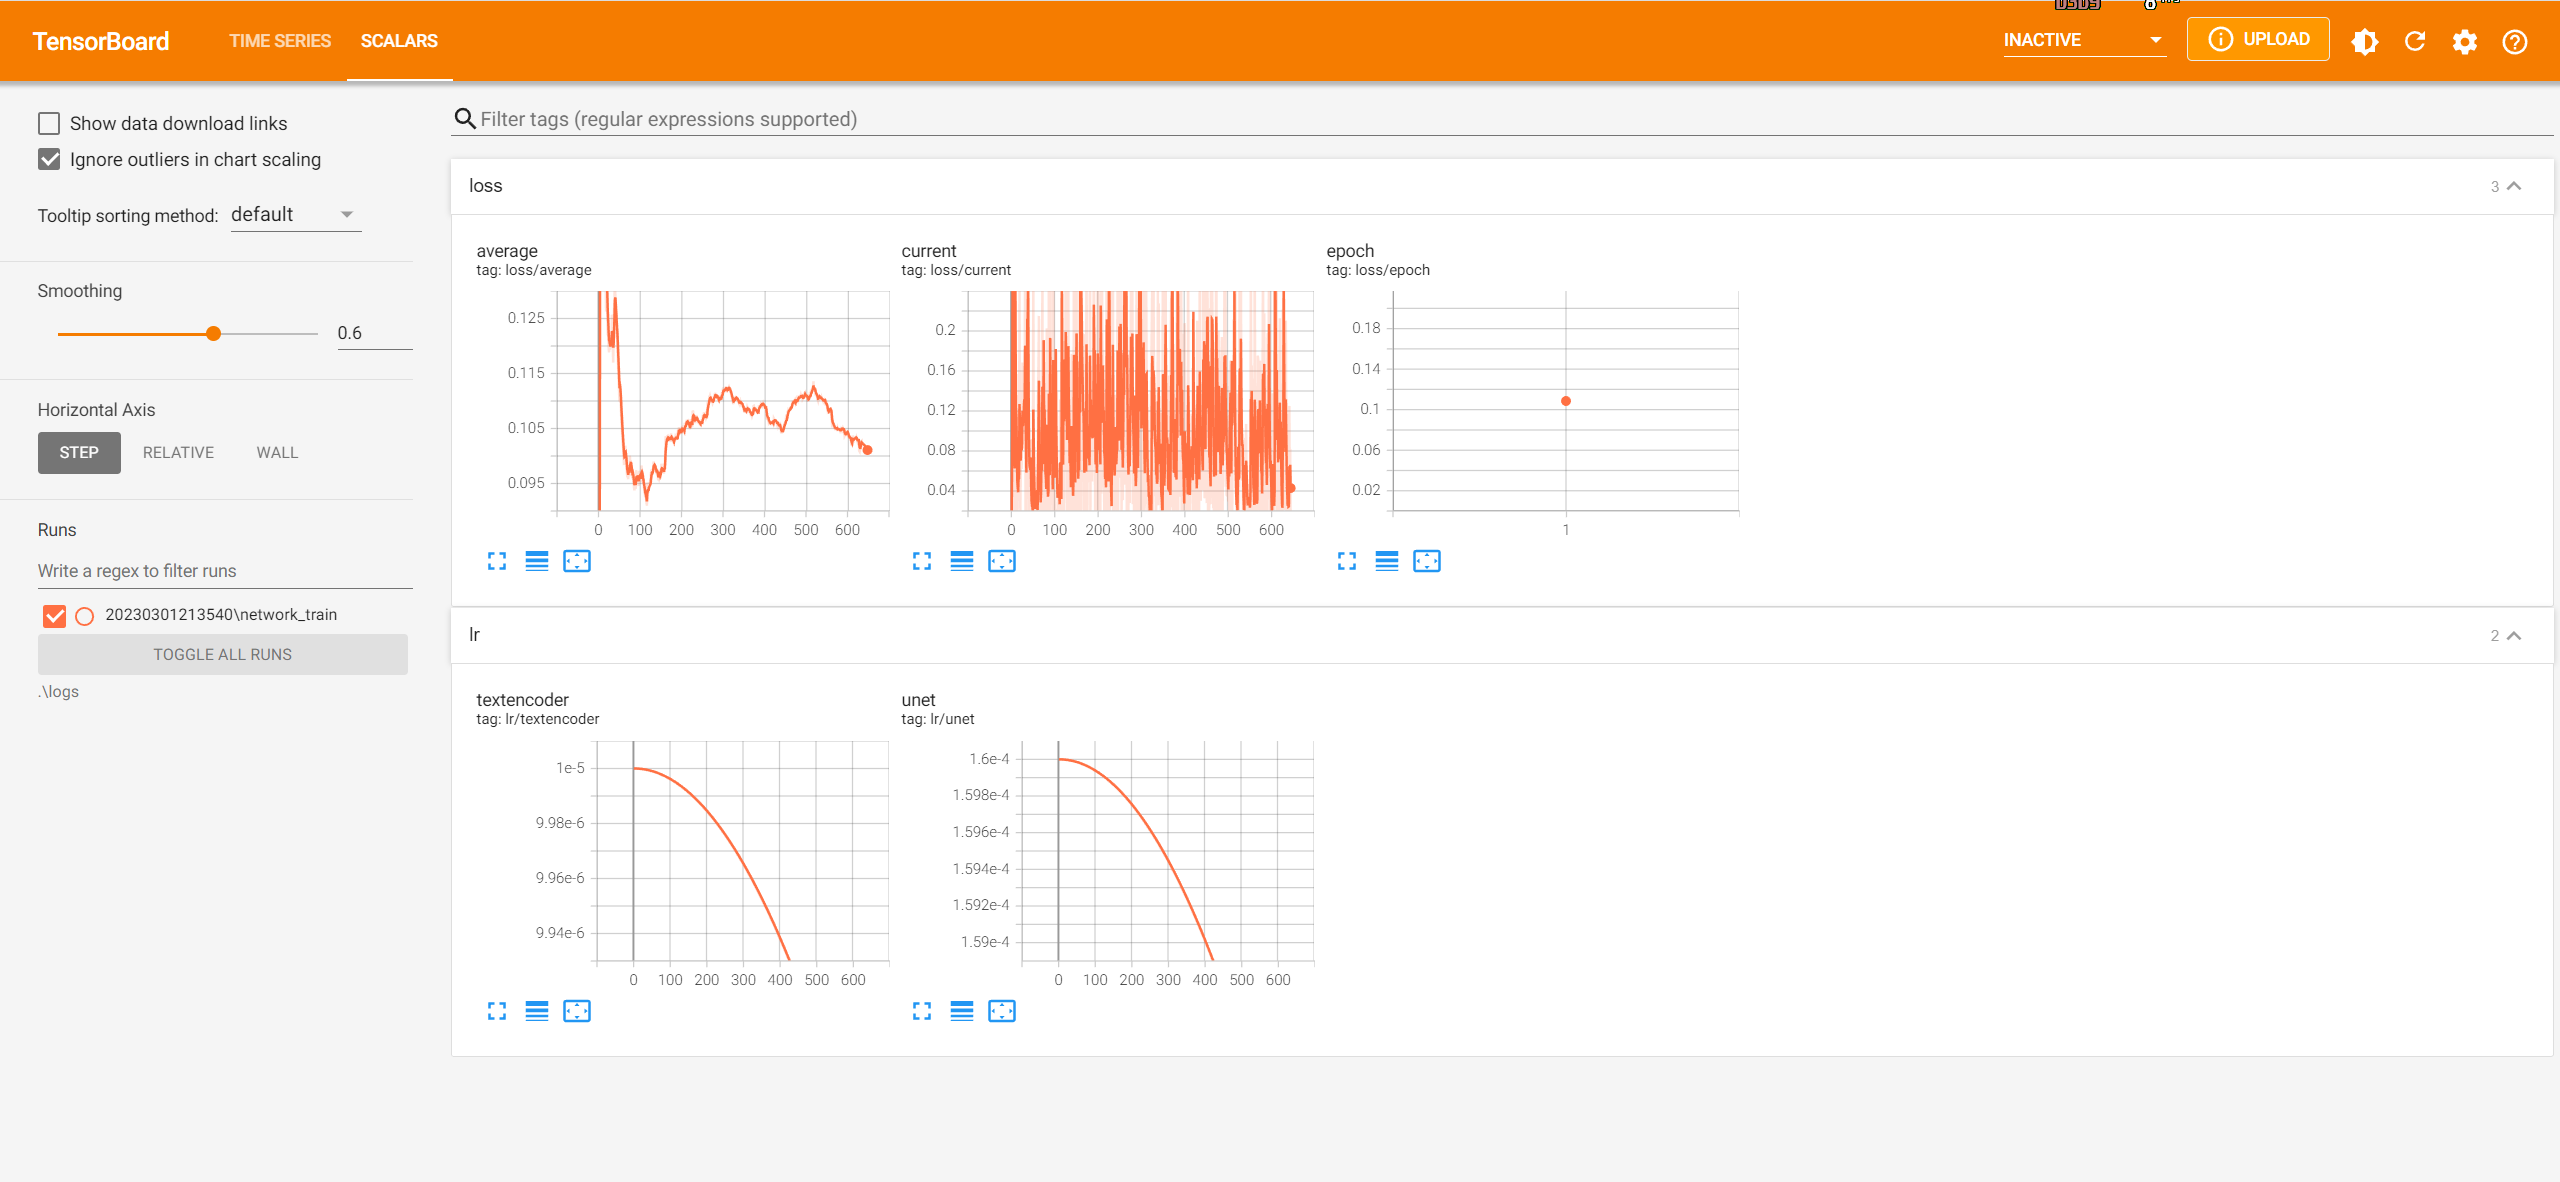 TensorBoard
TIME SERIES
SCALARS
INACTIVE
UPLOAD
Show data download links
Ignore outliers in chart scaling
Tooltip sorting method: default
Smoothing
0.6
Horizontal Axis
STEP
RELATIVE
WALL
Runs
Write a regex to filter runs
20230301213540\network_train
TOGGLE ALL RUNS
.\logs
Filter tags (regular expressions supported)
loss
3
average
tag: loss/average
0.125
0.115
0.105
0.095
0 100 200 300 400 500 600
current
tag: loss/current
0.2
0.16
0.12
0.08
0.04
0 100 200 300 400 500 600
epoch
tag: loss/epoch
0.18
0.14
0.1
0.06
0.02
1
lr
2
textencoder
tag: lr/textencoder
1e-5
9.98e-6
9.96e-6
9.94e-6
0 100 200 300 400 500 600
unet
tag: lr/unet
1.6e-4
1.598e-4
1.596e-4
1.594e-4
1.592e-4
1.59e-4
0 100 200 300 400 500 600